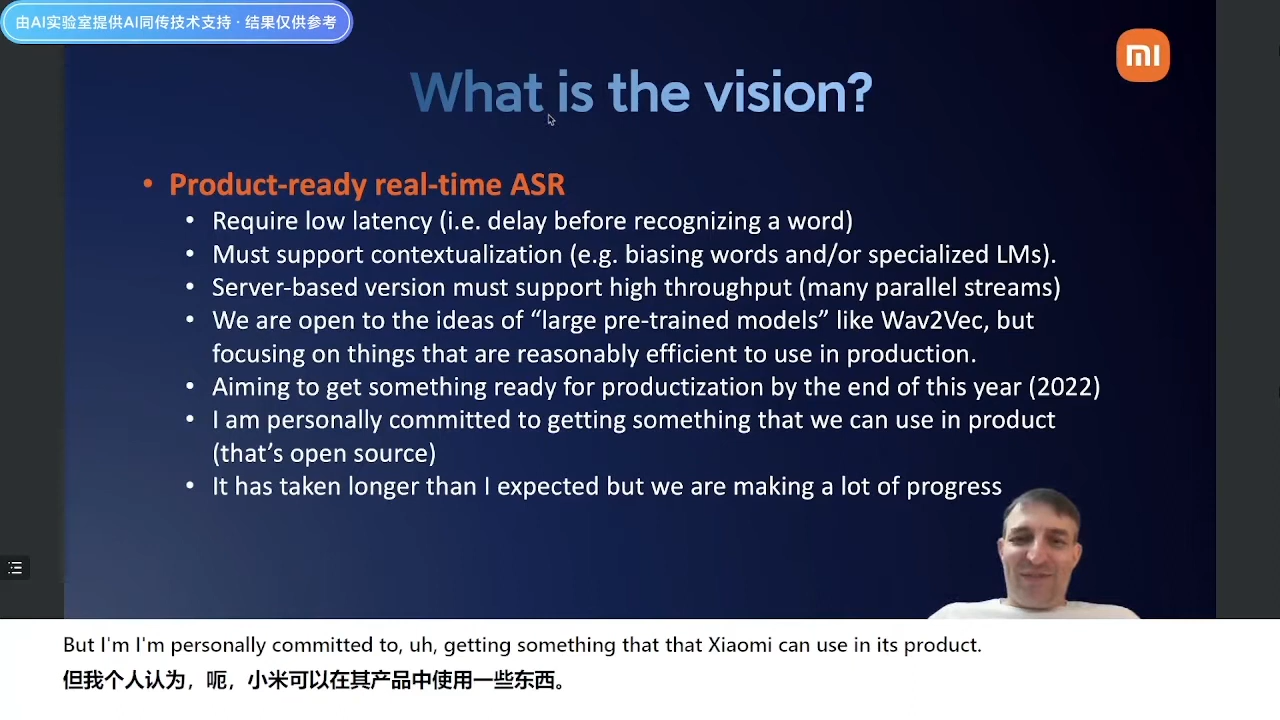 由AI实验室提供AI同传技术支持 · 结果仅供参考
mi
What is the vision?
• Product-ready real-time ASR
• Require low latency (i.e. delay before recognizing a word)
• Must support contextualization (e.g. biasing words and/or specialized LMs).
• Server-based version must support high throughput (many parallel streams)
• We are open to the ideas of “large pre-trained models” like Wav2Vec, but
focusing on things that are reasonably efficient to use in production.
• Aiming to get something ready for productization by the end of this year (2022)
• I am personally committed to getting something that we can use in product
(that’s open source)
• It has taken longer than I expected but we are making a lot of progress
But I'm I'm personally committed to, uh, getting something that that Xiaomi can use in its product.
但我个人认为，呃，小米可以在其产品中使用一些东西。